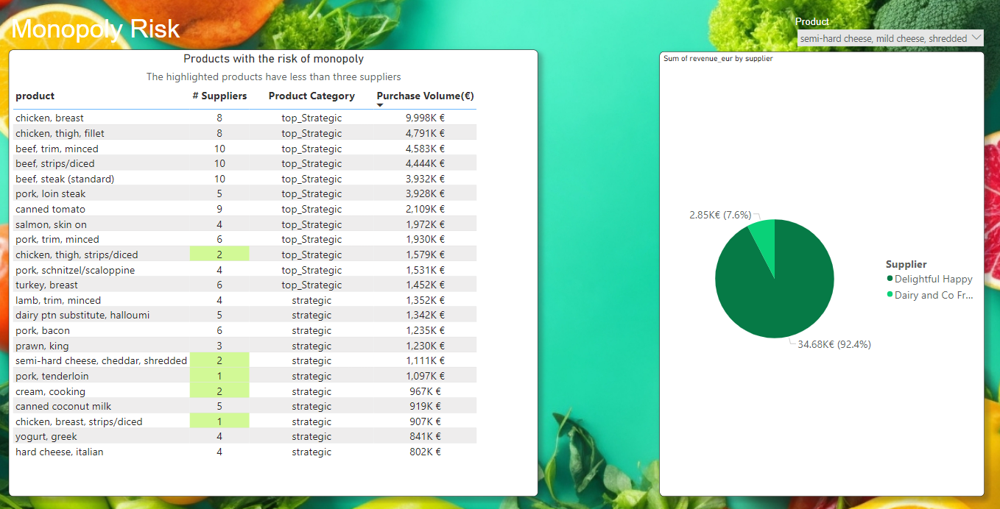 Monopoly Risk
Product
semi-hard cheese, mild cheese, shredded
Products with the risk of monopoly
The highlighted products have less than three suppliers
product # Suppliers Product Category Purchase Volume(€)
chicken, breast 8 top_Strategic 9,998K €
chicken, thigh, fillet 8 top_Strategic 4,791K €
beef, trim, minced 10 top_Strategic 4,583K €
beef, strips/diced 10 top_Strategic 4,444K €
beef, steak (standard) 10 top_Strategic 3,932K €
pork, loin steak 5 top_Strategic 3,928K €
canned tomato 9 top_Strategic 2,109K €
salmon, skin on 4 top_Strategic 1,972K €
pork, trim, minced 6 top_Strategic 1,930K €
chicken, thigh, strips/diced 2 top_Strategic 1,579K €
pork, schnitzel/scaloppine 4 top_Strategic 1,531K €
turkey, breast 6 top_Strategic 1,452K €
lamb, trim, minced 4 strategic 1,352K €
dairy ptn substitute, halloumi 5 strategic 1,342K €
pork, bacon 6 strategic 1,235K €
prawn, king 3 strategic 1,230K €
semi-hard cheese, cheddar, shredded 2 strategic 1,111K €
pork, tenderloin 1 strategic 1,097K €
cream, cooking 2 strategic 967K €
canned coconut milk 5 strategic 919K €
chicken, breast, strips/diced 1 strategic 907K €
yogurt, greek 4 strategic 841K €
hard cheese, italian 4 strategic 802K €
Sum of revenue_eur by supplier
2.85K€ (7.6%)
34.68K€ (92.4%)
Supplier
Delightful Happy
Dairy and Co Fr...